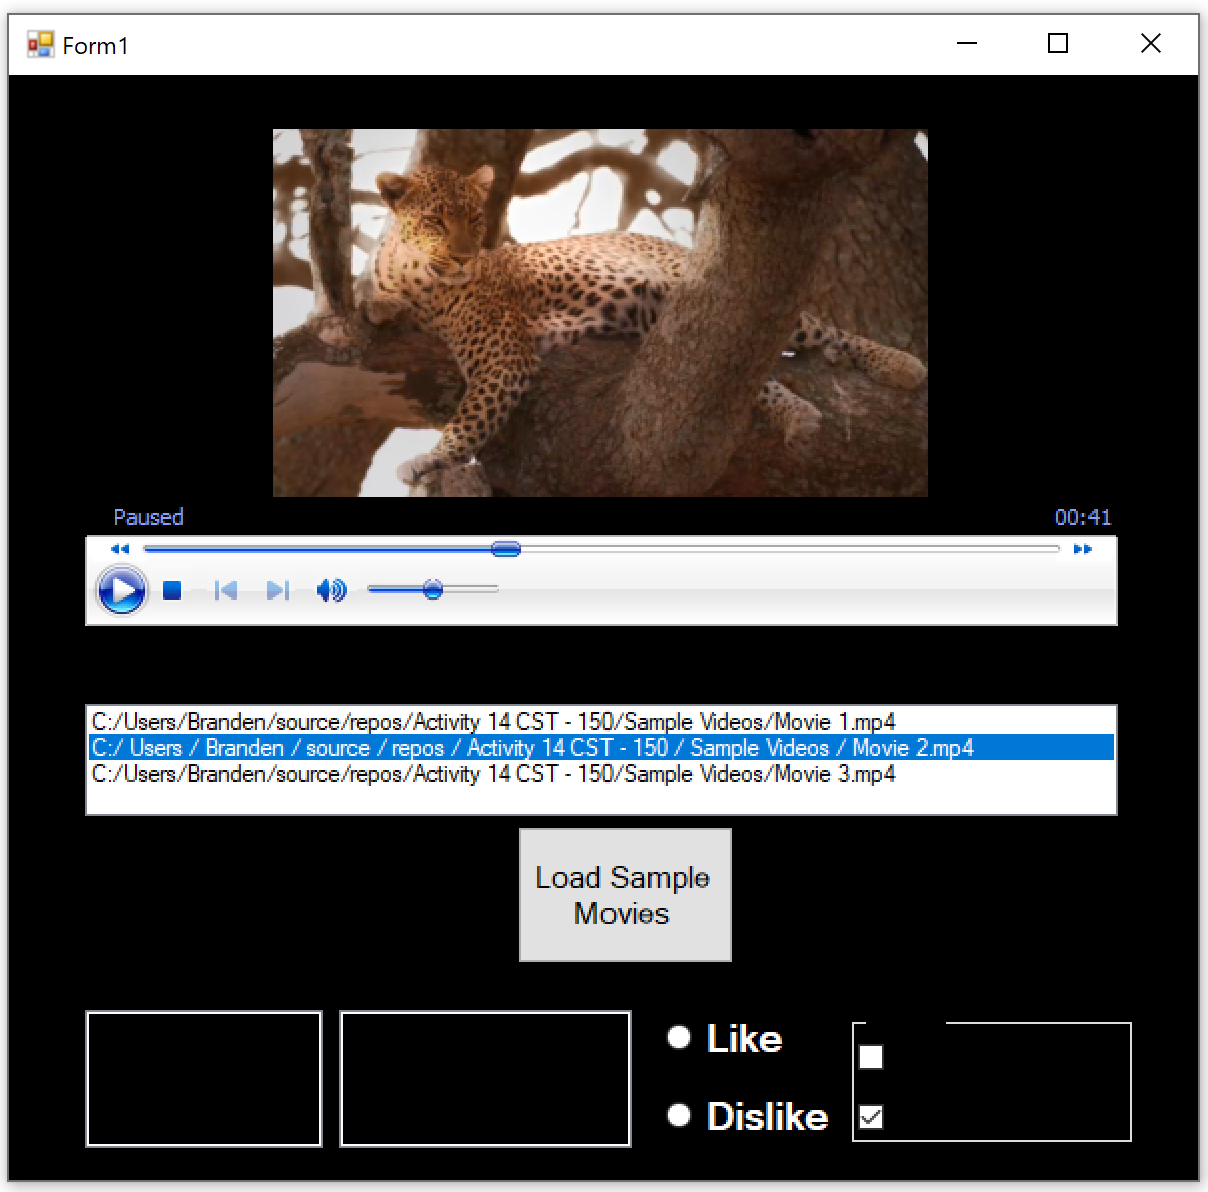 Form1
Paused 00:41
C:/Users/Branden/source/repos/Activity 14 CST - 150/Sample Videos/Movie 1.mp4
C:/ Users / Branden / source / repos / Activity 14 CST - 150 / Sample Videos / Movie 2.mp4
C:/Users/Branden/source/repos/Activity 14 CST - 150/Sample Videos/Movie 3.mp4
Load Sample
Movies
Like
Dislike